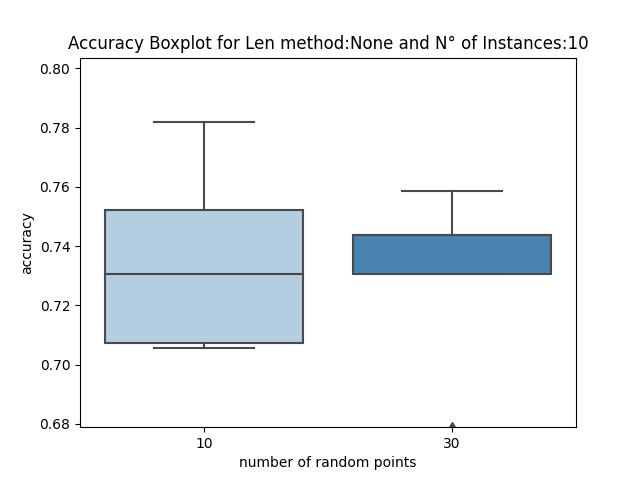 Accuracy Boxplot for Len method:None and N° of Instances:10
0.80
0.78
0.76
0.74
0.72
0.70
0.68
accuracy
10 30
number of random points